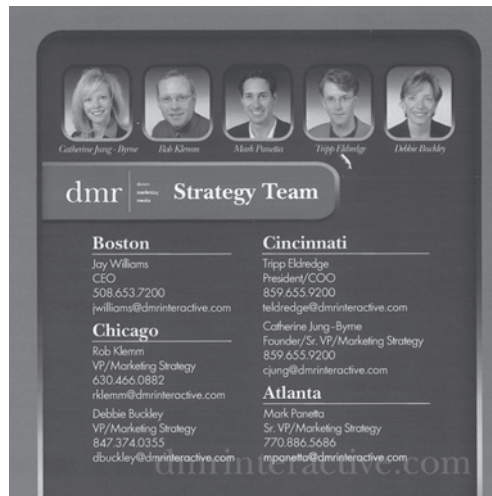 Catherine Jung-Byrne
Rob Klemm
Mark Panetta
Tripp Eldredge
Debbie Buckley
dmr
direct
marketing
results
Strategy Team
Boston
Jay Williams
CEO
508.653.7200
jwilliams@dmrinteractive.com
Chicago
Rob Klemm
VP/Marketing Strategy
630.466.0882
rklemm@dmrinteractive.com
Debbie Buckley
VP/Marketing Strategy
847.374.0355
dbuckley@dmrinteractive.com
Cincinnati
Tripp Eldredge
President/COO
859.655.9200
teldredge@dmrinteractive.com
Catherine Jung-Byrne
Founder/Sr. VP/Marketing Strategy
859.655.9200
cjung@dmrinteractive.com
Atlanta
Mark Panetta
Sr. VP/Marketing Strategy
770.886.5686
mpanetta@dmrinteractive.com
dmrinteractive.com